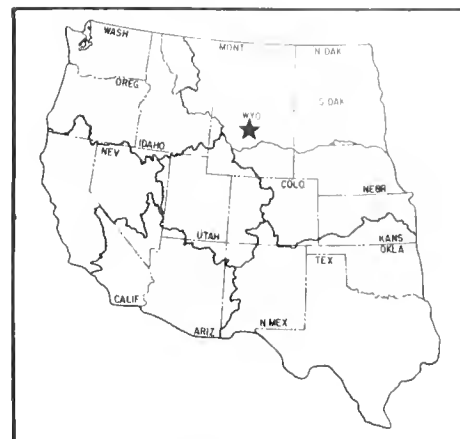 WASH
MONT
N. DAK
OREG
S. DAK
WYO
IDAHO
NEV
COLO
NEBR
UTAH
KANS
OKLA
TEX
CALIF
N MEX
ARIZ